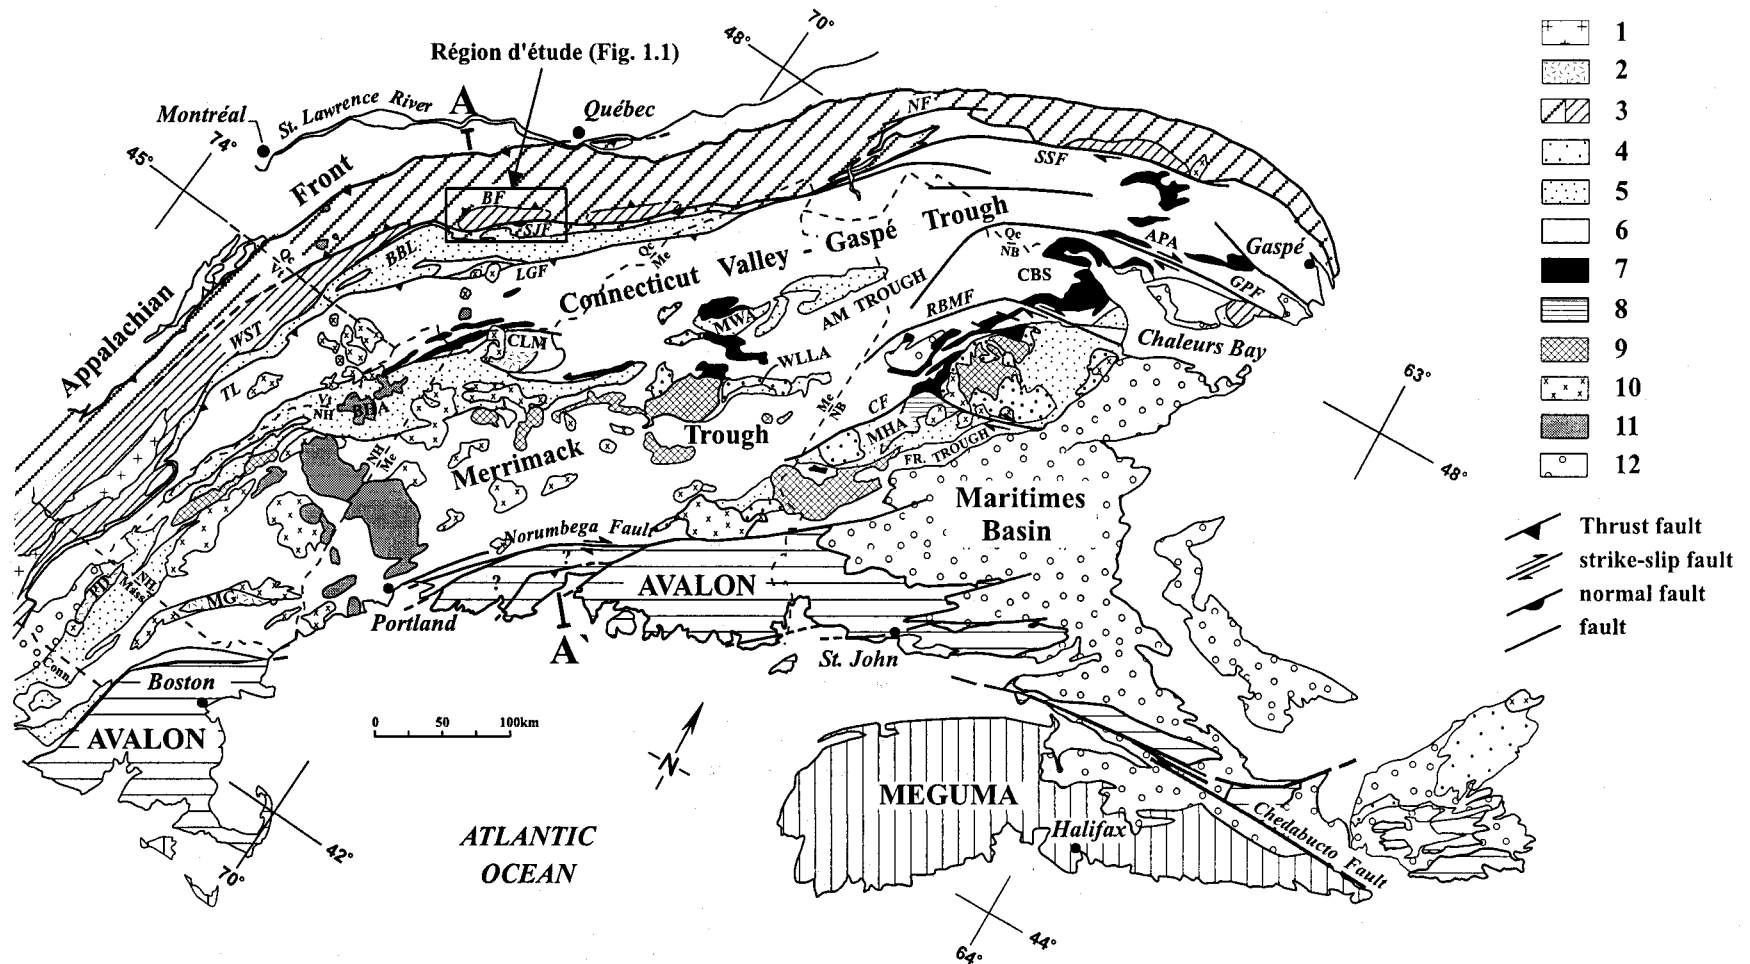 70°
48°
Région d'étude (Fig. 1.1)
A
Québec
Montréal
St. Lawrence River
74°
45°
NF
SSF
Appalachian Front
BF
SJF
BBL
LGF
WST
TL
Qc
Vt
Qc
Me
Qc
NB
Connecticut Valley - Gaspé Trough
APA
Gaspé
GPF
CBS
RBMF
AM TROUGH
MWA
WLLA
CLM
Chaleurs Bay
BDA
Vt
NH
NH
Me
Me
NB
CF
MHA
FR. TROUGH
Merrimack Trough
Maritimes
Basin
Norumbega Fault
?
?
AVALON
PD
NH
Mass
MG
Conn.
Portland
A`
St. John
Boston
AVALON
0 50 100km
N
MEGUMA
Halifax
Chedabucto Fault
ATLANTIC
OCEAN
42°
70°
64°
44°
63°
48°
1
2
3
4
5
6
7
8
9
10
11
12
Thrust fault
strike-slip fault
normal fault
fault